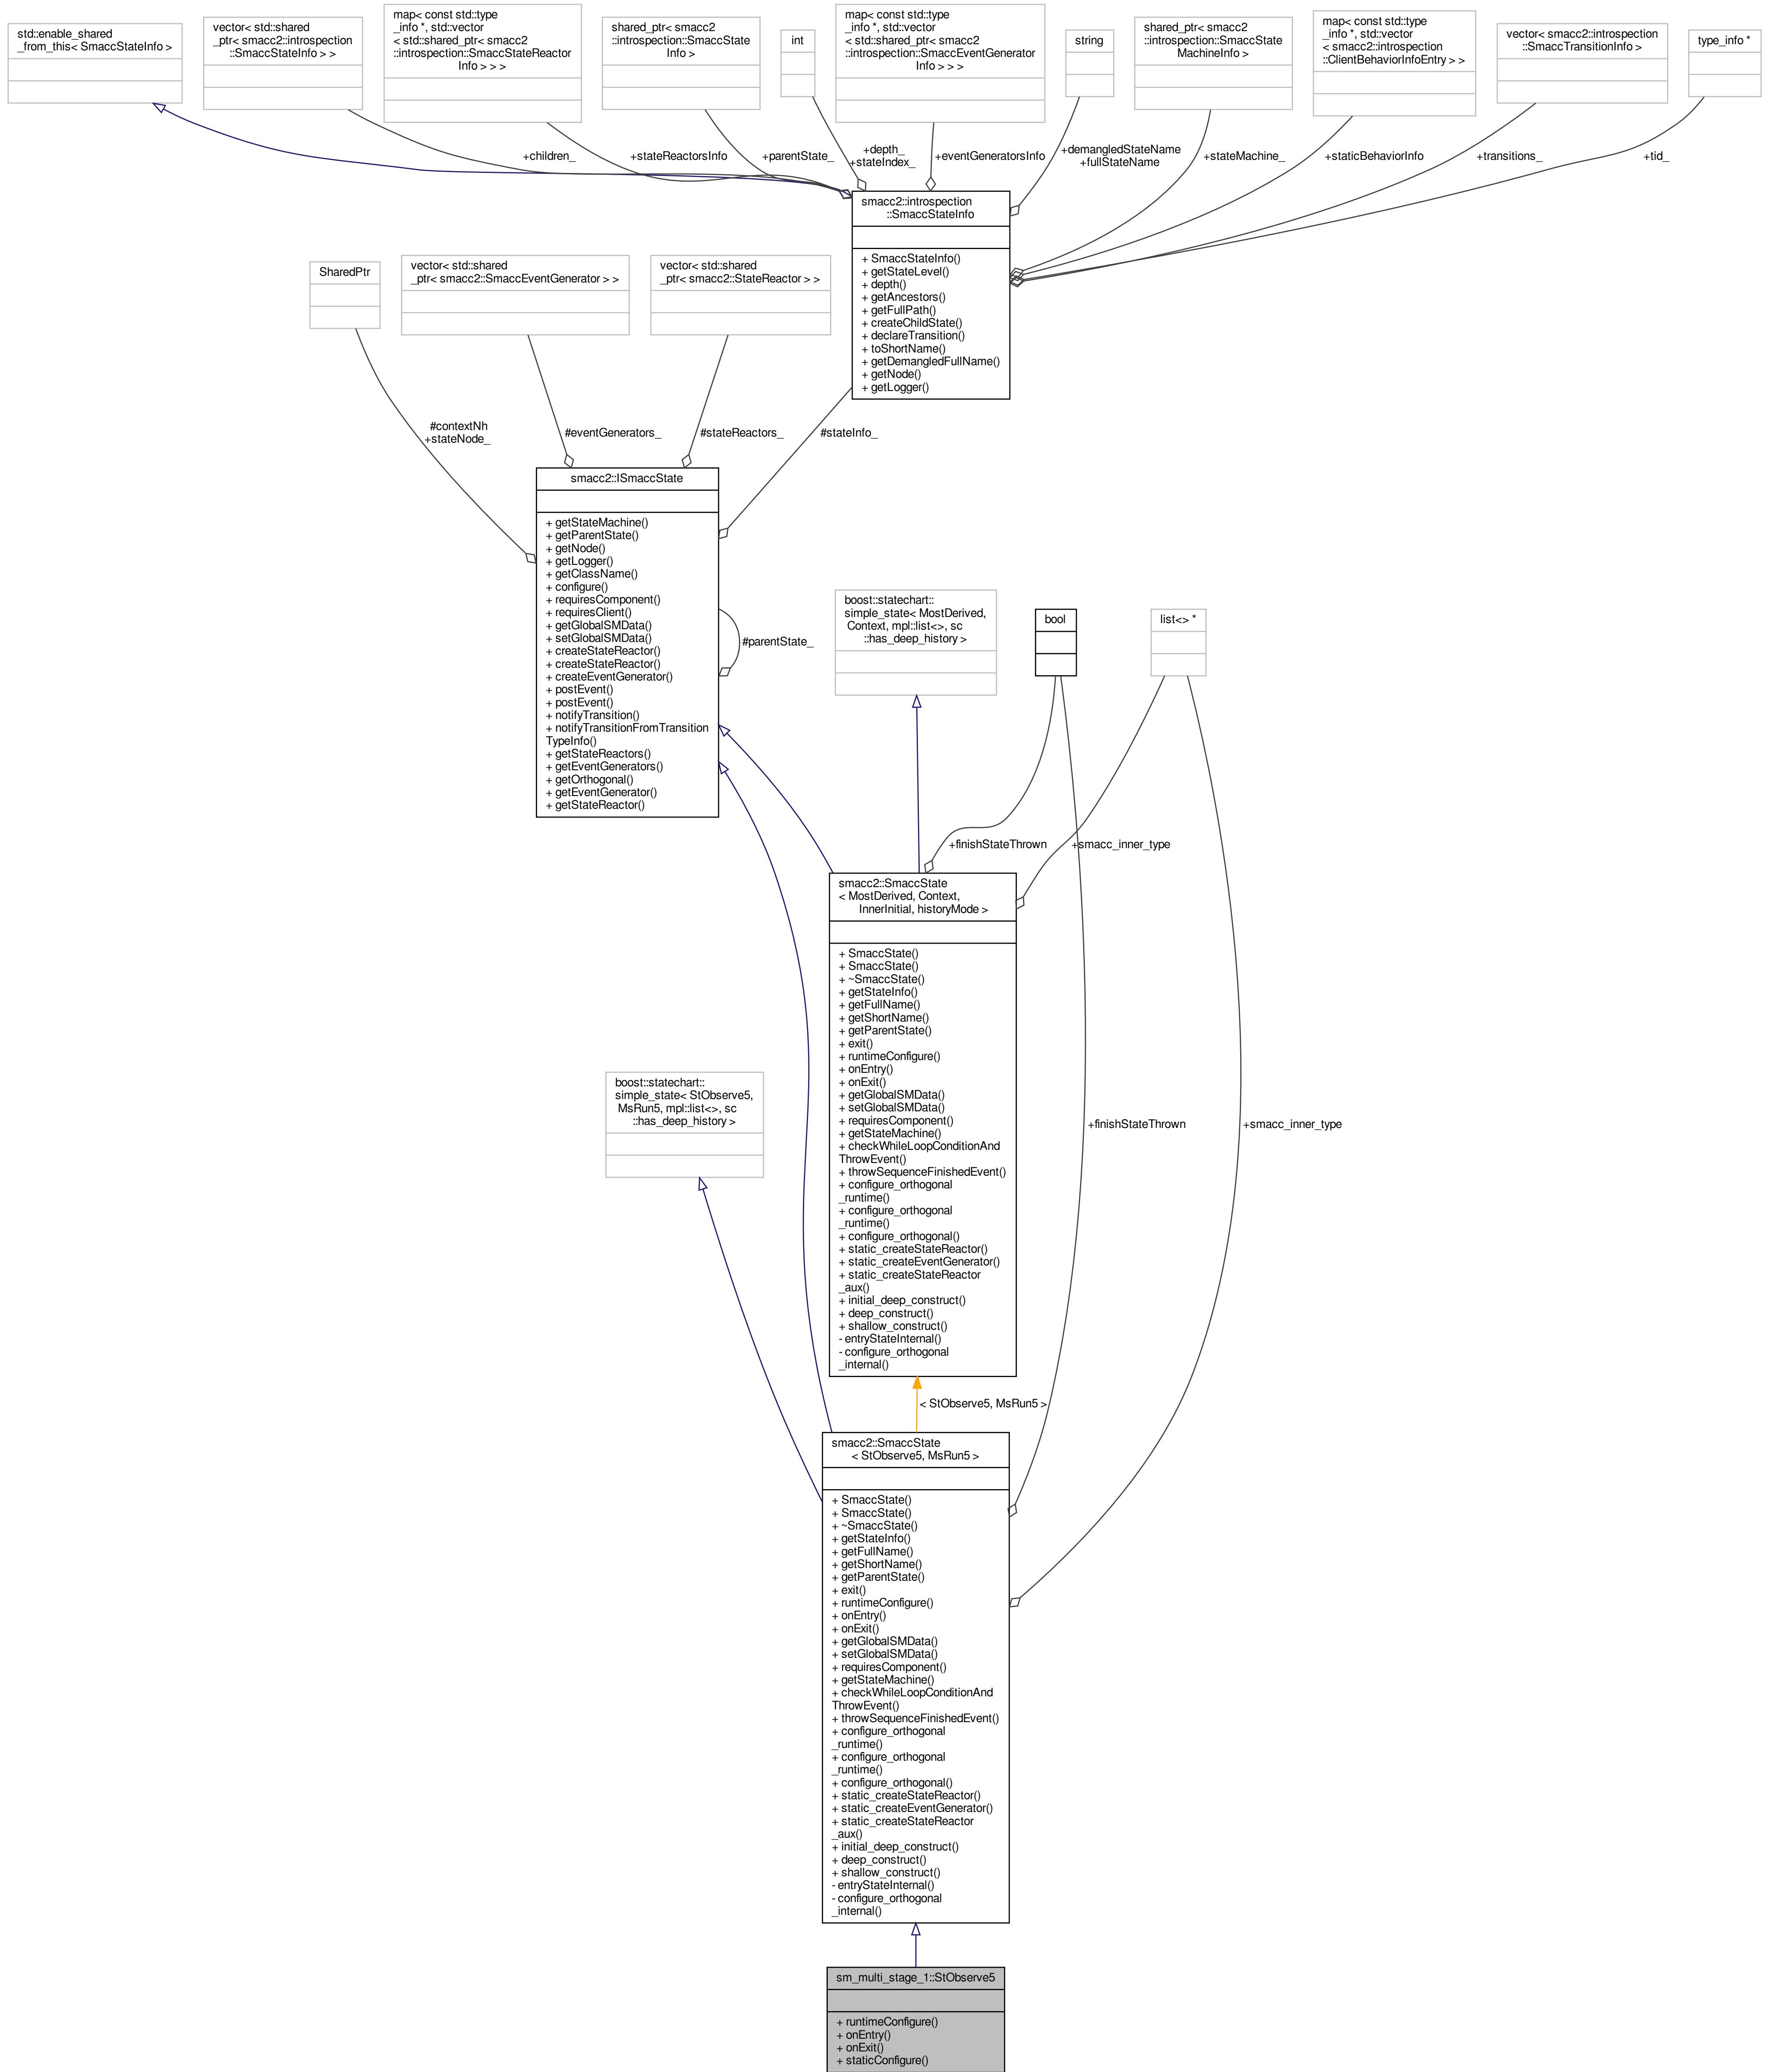 std::enable_shared
_from_this< SmaccStateInfo >
vector< std::shared
_ptr< smacc2::introspection
::SmaccStateInfo > >
map< const std::type
_info *, std::vector
< std::shared_ptr< smacc2
::introspection::SmaccStateReactor
Info > > >
shared_ptr< smacc2
::introspection::SmaccState
Info >
int
map< const std::type
_info *, std::vector
< std::shared_ptr< smacc2
::introspection::SmaccEventGenerator
Info > > >
string
shared_ptr< smacc2
::introspection::SmaccState
MachineInfo >
map< const std::type
_info *, std::vector
< smacc2::introspection
::ClientBehaviorInfoEntry > >
vector< smacc2::introspection
::SmaccTransitionInfo >
type_info *
+children_
+stateReactorsInfo
+parentState_
+depth_
+stateIndex_
+eventGeneratorsInfo
+demangledStateName
+fullStateName
+stateMachine_
+staticBehaviorInfo
+transitions_
+tid_
smacc2::introspection
::SmaccStateInfo
+ SmaccStateInfo()
+ getStateLevel()
+ depth()
+ getAncestors()
+ getFullPath()
+ createChildState()
+ declareTransition()
+ toShortName()
+ getDemangledFullName()
+ getNode()
+ getLogger()
SharedPtr
vector< std::shared
_ptr< smacc2::SmaccEventGenerator > >
vector< std::shared
_ptr< smacc2::StateReactor > >
#contextNh
+stateNode_
#eventGenerators_
#stateReactors_
#stateInfo_
smacc2::ISmaccState
+ getStateMachine()
+ getParentState()
+ getNode()
+ getLogger()
+ getClassName()
+ configure()
+ requiresComponent()
+ requiresClient()
+ getGlobalSMData()
+ setGlobalSMData()
+ createStateReactor()
+ createStateReactor()
+ createEventGenerator()
+ postEvent()
+ postEvent()
+ notifyTransition()
+ notifyTransitionFromTransition
TypeInfo()
+ getStateReactors()
+ getEventGenerators()
+ getOrthogonal()
+ getEventGenerator()
+ getStateReactor()
#parentState_
boost::statechart::
simple_state< MostDerived,
Context, mpl::list<>, sc
::has_deep_history >
bool
list<> *
+finishStateThrown
+smacc_inner_type
smacc2::SmaccState
< MostDerived, Context,
InnerInitial, historyMode >
+ SmaccState()
+ SmaccState()
+ ~SmaccState()
+ getStateInfo()
+ getFullName()
+ getShortName()
+ getParentState()
+ exit()
+ runtimeConfigure()
+ onEntry()
+ onExit()
+ getGlobalSMData()
+ setGlobalSMData()
+ requiresComponent()
+ getStateMachine()
+ checkWhileLoopConditionAnd
ThrowEvent()
+ throwSequenceFinishedEvent()
+ configure_orthogonal
_runtime()
+ configure_orthogonal
_runtime()
+ configure_orthogonal()
+ static_createStateReactor()
+ static_createEventGenerator()
+ static_createStateReactor
_aux()
+ initial_deep_construct()
+ deep_construct()
+ shallow_construct()
- entryStateInternal()
- configure_orthogonal
_internal()
boost::statechart::
simple_state< StObserve5,
MsRun5, mpl::list<>, sc
::has_deep_history >
+finishStateThrown
+smacc_inner_type
< StObserve5, MsRun5 >
smacc2::SmaccState
< StObserve5, MsRun5 >
+ SmaccState()
+ SmaccState()
+ ~SmaccState()
+ getStateInfo()
+ getFullName()
+ getShortName()
+ getParentState()
+ exit()
+ runtimeConfigure()
+ onEntry()
+ onExit()
+ getGlobalSMData()
+ setGlobalSMData()
+ requiresComponent()
+ getStateMachine()
+ checkWhileLoopConditionAnd
ThrowEvent()
+ throwSequenceFinishedEvent()
+ configure_orthogonal
_runtime()
+ configure_orthogonal
_runtime()
+ configure_orthogonal()
+ static_createStateReactor()
+ static_createEventGenerator()
+ static_createStateReactor
_aux()
+ initial_deep_construct()
+ deep_construct()
+ shallow_construct()
- entryStateInternal()
- configure_orthogonal
_internal()
sm_multi_stage_1::StObserve5
+ runtimeConfigure()
+ onEntry()
+ onExit()
+ staticConfigure()